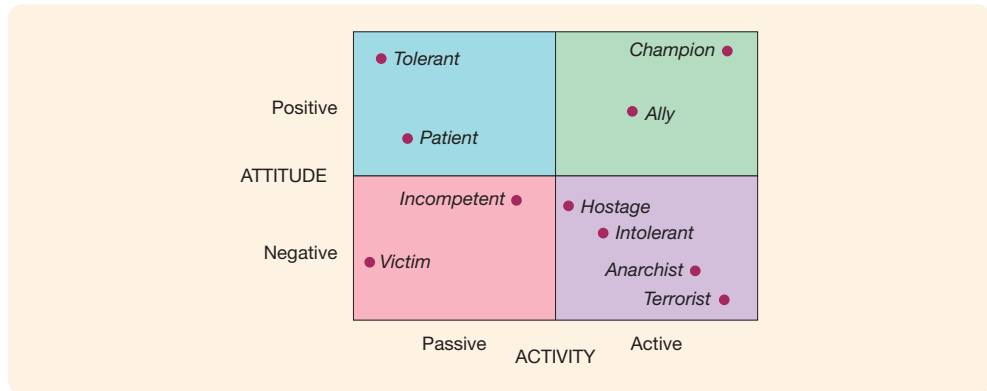 Champion
Tolerant
Positive
Ally
Patient
ATTITUDE
Incompetent
Hostage
Intolerant
Negative
Victim
Anarchist
Terrorist
Passive
Active
ACTIVITY